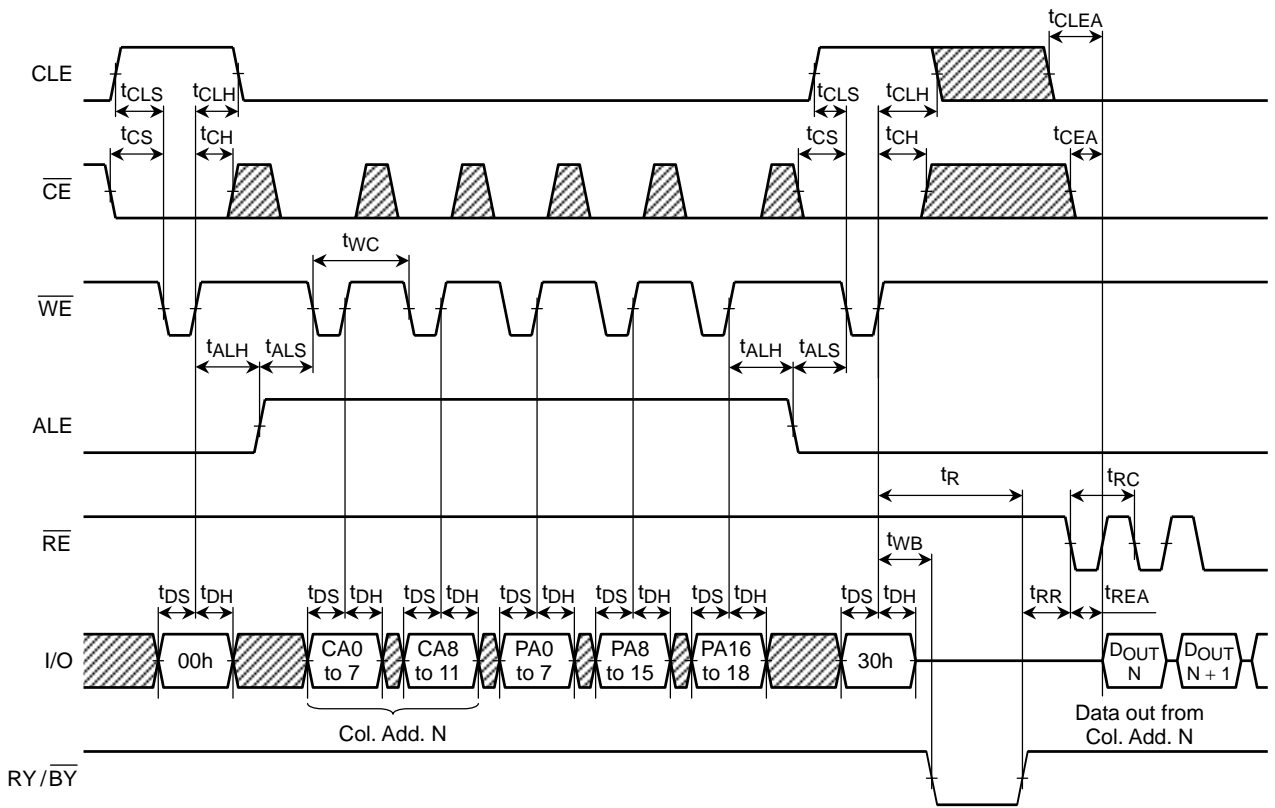 tCLEA
CLE
tCLS tCLH tCLS tCLH
tCS tCH tCS tCH tCEA
CE
tWC
WE
tALH tALS tALH tALS
ALE
tR tRC
RE
tWB
tDS tDH tDS tDH tDS tDH tDS tDH tDS tDH tDS tDH tDS tDH tRR tREA
I/O 00h CA0 to 7 CA8 to 11 PA0 to 7 PA8 to 15 PA16 to 18 30h DOUT N DOUT N + 1
Col. Add. N
Data out from
Col. Add. N
RY/BY